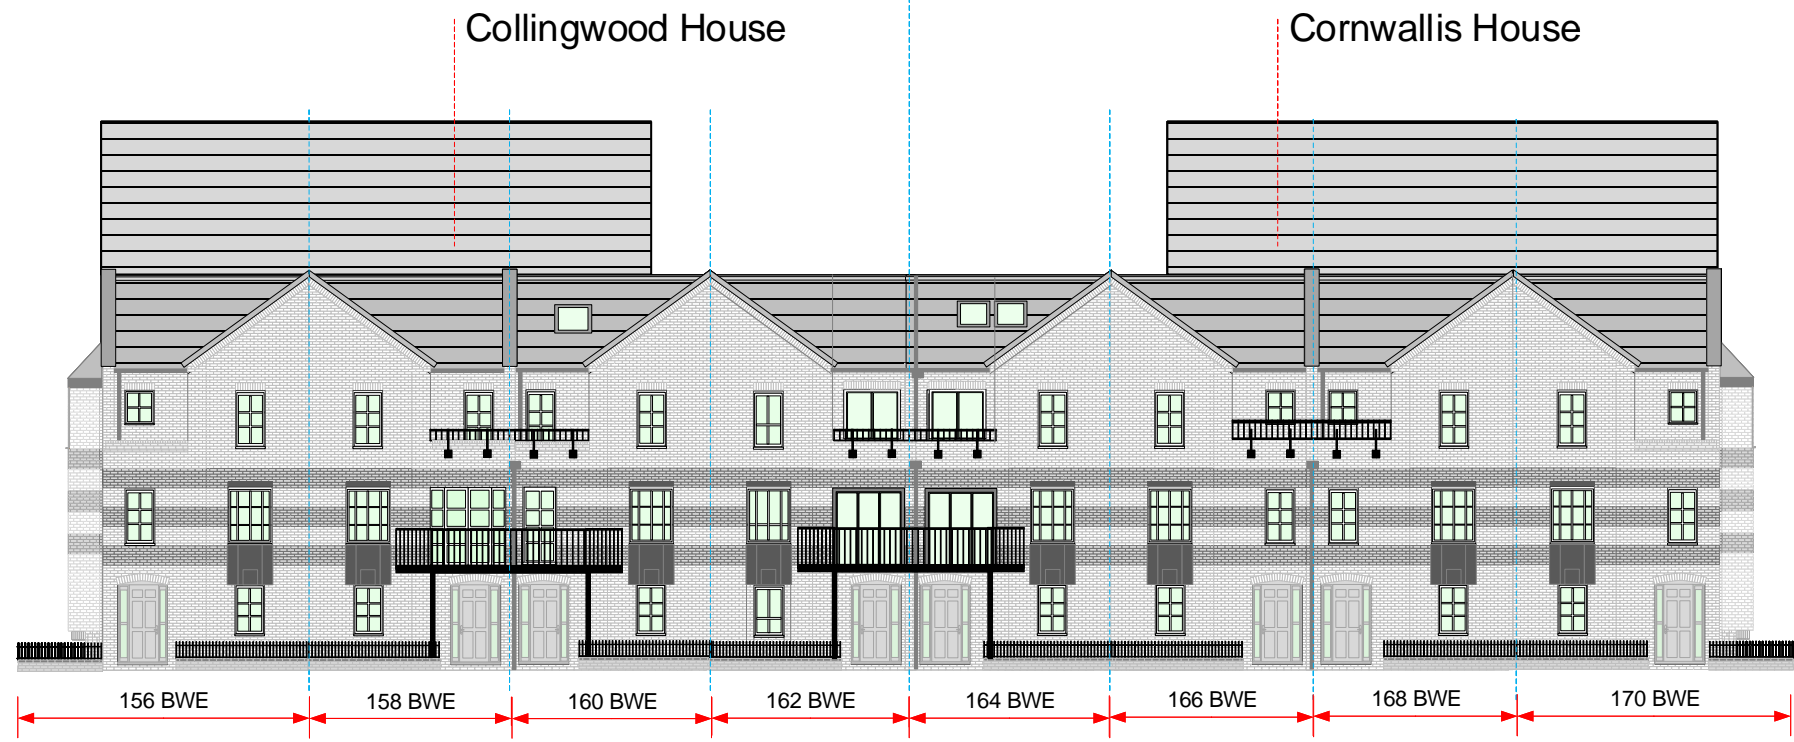 Collingwood House
Cornwallis House
156 BWE
158 BWE
160 BWE
162 BWE
164 BWE
166 BWE
168 BWE
170 BWE